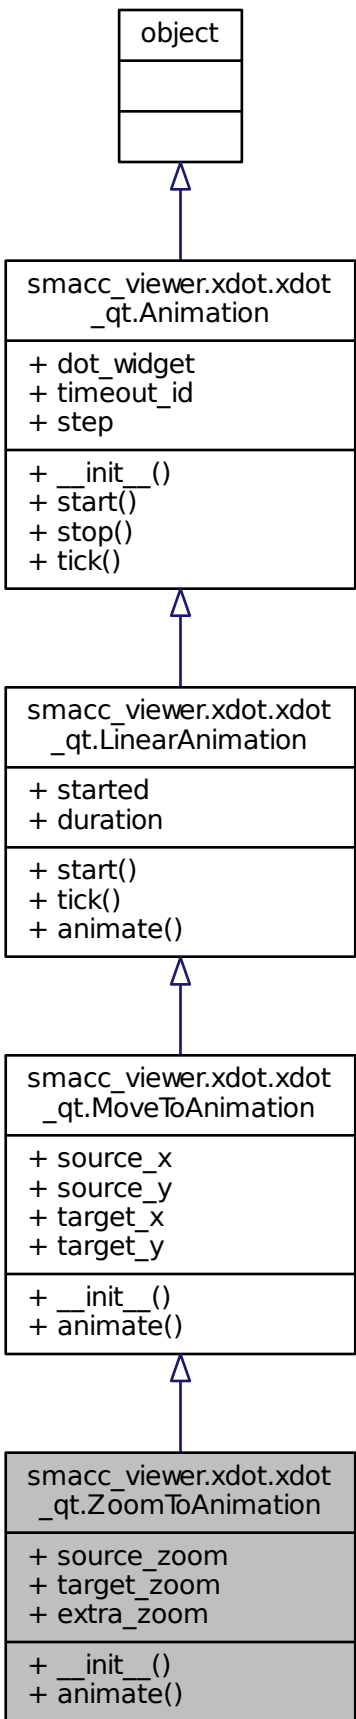 object
smacc_viewer.xdot.xdot
_qt.Animation
+ dot_widget
+ timeout_id
+ step
+ __init__()
+ start()
+ stop()
+ tick()
smacc_viewer.xdot.xdot
_qt.LinearAnimation
+ started
+ duration
+ start()
+ tick()
+ animate()
smacc_viewer.xdot.xdot
_qt.MoveToAnimation
+ source_x
+ source_y
+ target_x
+ target_y
+ __init__()
+ animate()
smacc_viewer.xdot.xdot
_qt.ZoomToAnimation
+ source_zoom
+ target_zoom
+ extra_zoom
+ __init__()
+ animate()